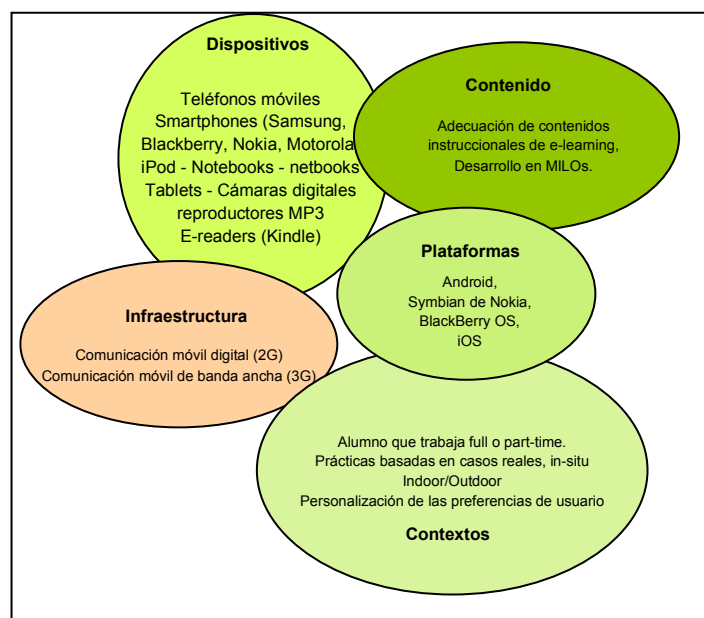 Dispositivos
Teléfonos móviles
Smartphones (Samsung,
Blackberry, Nokia, Motorola
iPod - Notebooks - netbooks
Tablets - Cámaras digitales
reproductores MP3
E-readers (Kindle)
Contenido
Adecuación de contenidos
instruccionales de e-learning,
Desarrollo en MILOs.
Plataformas
Android,
Symbian de Nokia,
BlackBerry OS,
iOS
Infraestructura
Comunicación móvil digital (2G)
Comunicación móvil de banda ancha (3G)
Alumno que trabaja full o part-time.
Prácticas basadas en casos reales, in-situ
Indoor/Outdoor
Personalización de las preferencias de usuario
Contextos